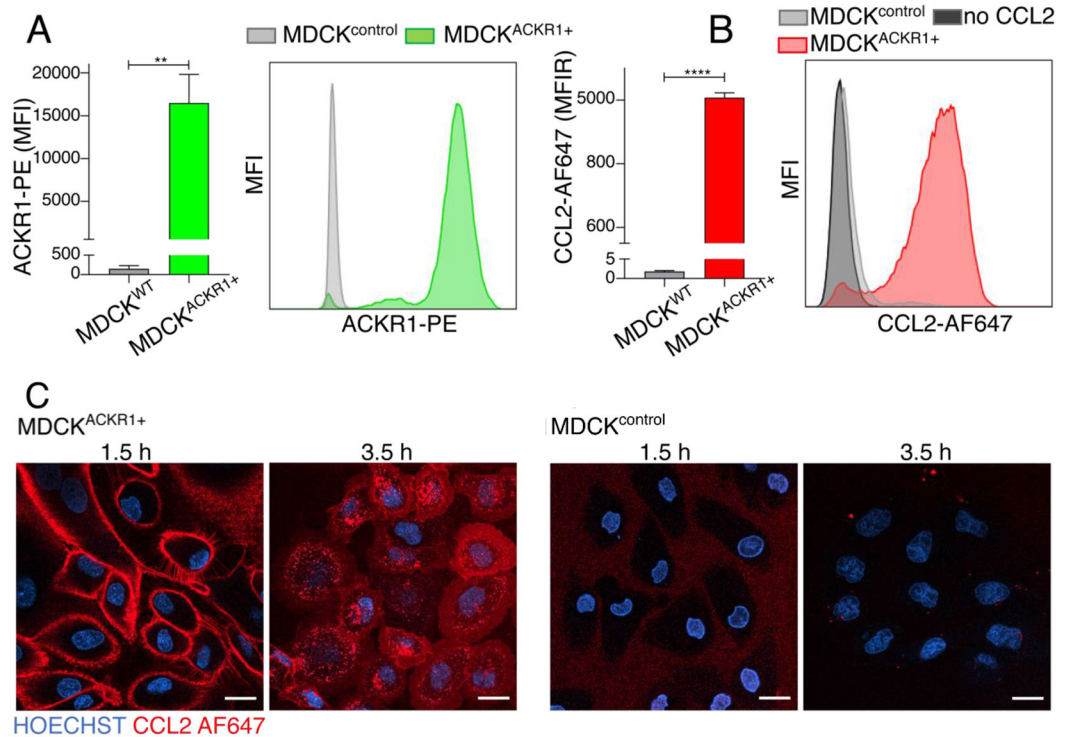 A
MDCKcontrol MDCKACKR1+
**
20000
15000
10000
5000
500
0
ACKR1-PE (MFI)
MDCKWT
MDCKACKR1+
MFI
ACKR1-PE
B
MDCKcontrol no CCL2
MDCKACKR1+
****
5000
800
600
5
0
CCL2-AF647 (MFIR)
MDCKWT
MDCKACKR1+
MFI
CCL2-AF647
C
MDCKACKR1+
1.5 h 3.5 h
MDCKcontrol
1.5 h 3.5 h
HOECHST CCL2 AF647